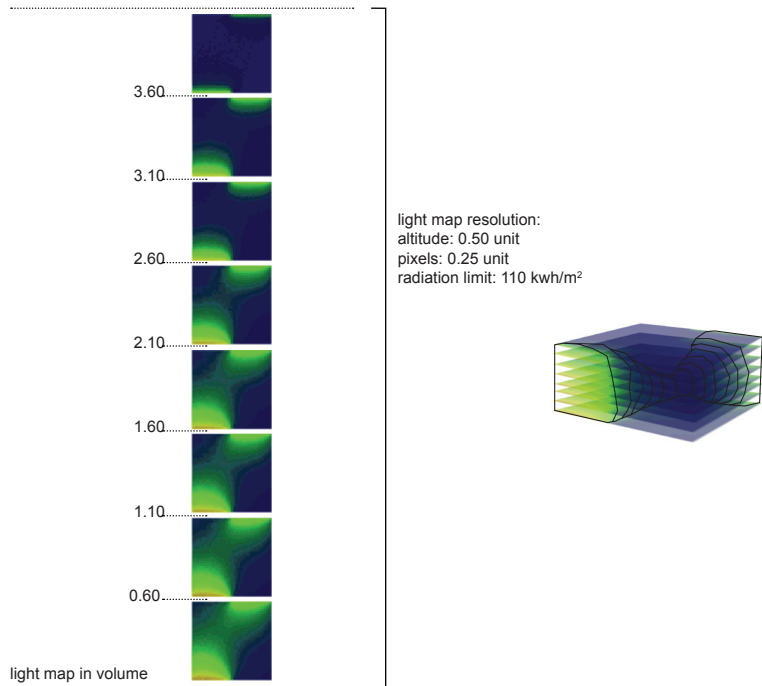 3.60
3.10
2.60
2.10
1.60
1.10
0.60
light map in volume
light map resolution:
altitude: 0.50 unit
pixels: 0.25 unit
radiation limit: 110 kwh/m²